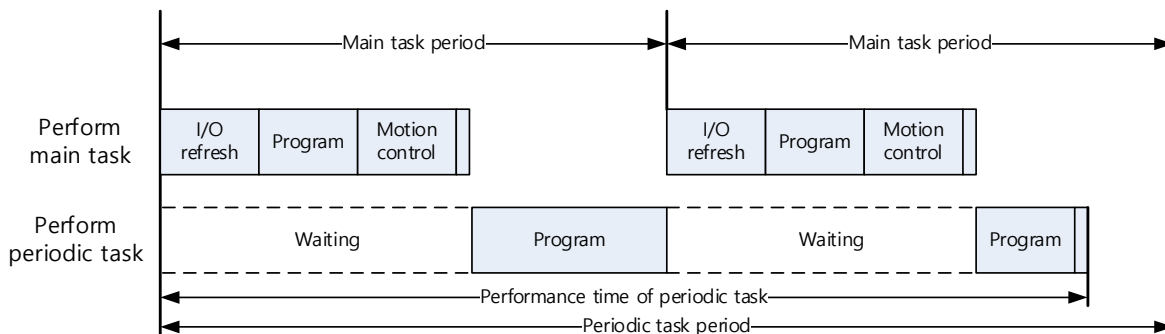 Main task period
Main task period
Perform
main task
I/O
refresh
Program
Motion
control
I/O
refresh
Program
Motion
control
Perform
periodic task
Waiting
Program
Waiting
Program
Performance time of periodic task
Periodic task period